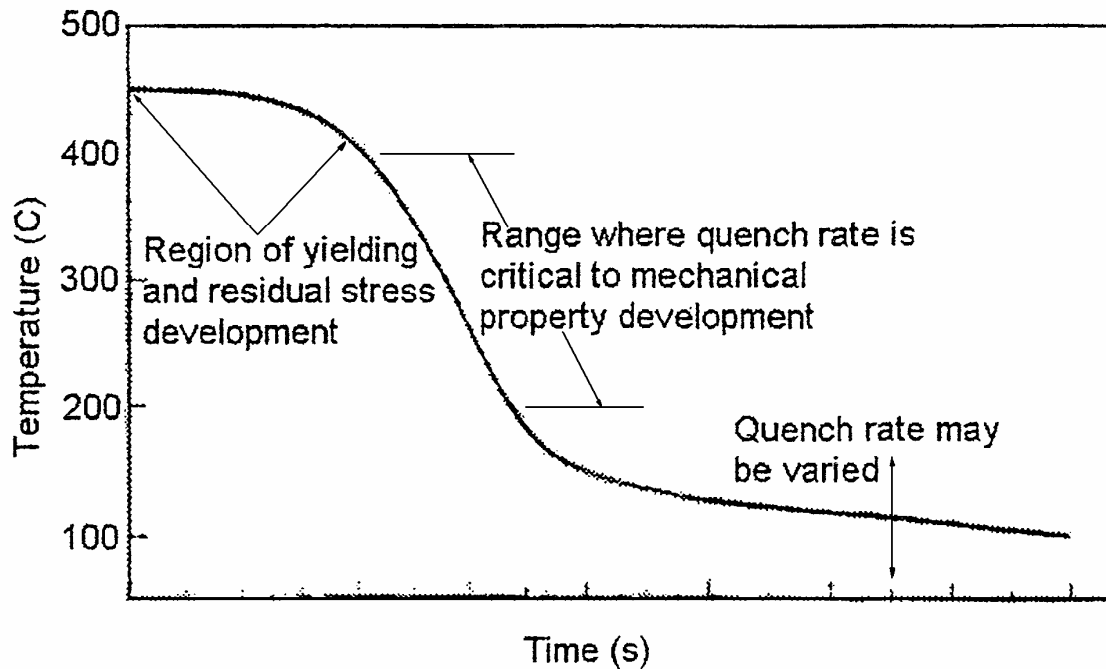 500
400
300
200
100
Temperature (C)
Region of yielding
and residual stress
development
Range where quench rate is
critical to mechanical
property development
Quench rate may
be varied
Time (s)